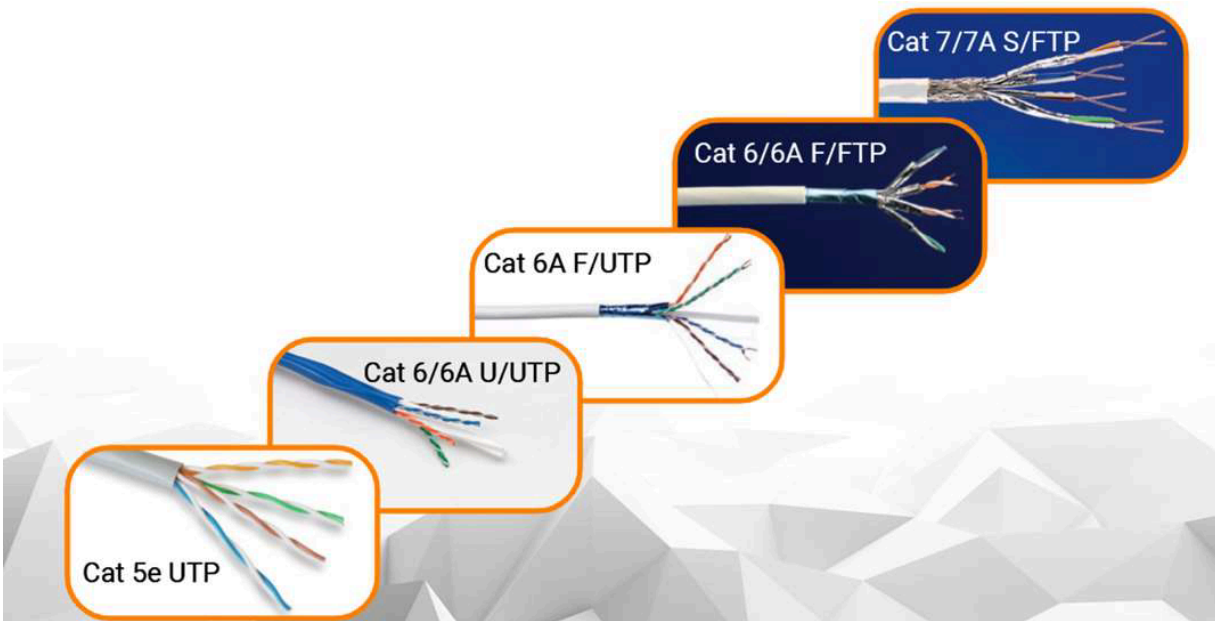 Cat 7/7A S/FTP
Cat 6/6A F/FTP
Cat 6A F/UTP
Cat 6/6A U/UTP
Cat 5e UTP